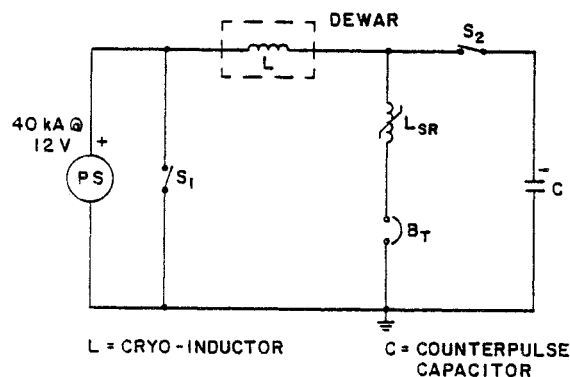 DEWAR
S2
L
40 kA @
12 V
+
LSR
PS
S1
-
C
BT
L = CRYO-INDUCTOR
C = COUNTERPULSE
CAPACITOR